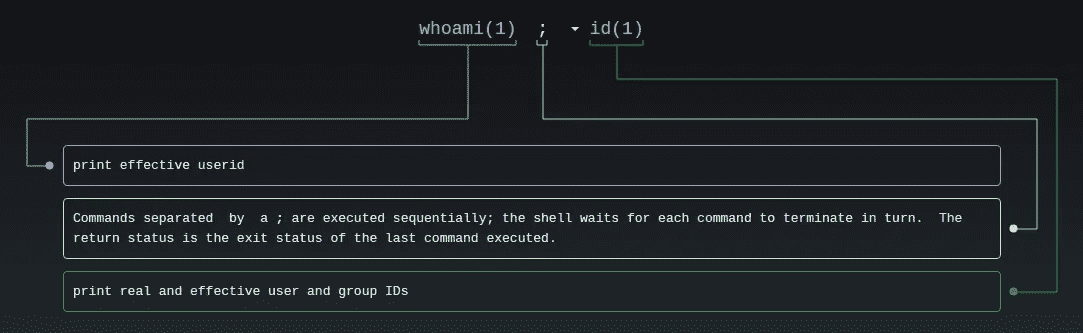 whoami(1) ; id(1)
print effective userid
Commands separated  by  a ; are executed sequentially; the shell waits for each command to terminate in turn.  The
return status is the exit status of the last command executed.
print real and effective user and group IDs